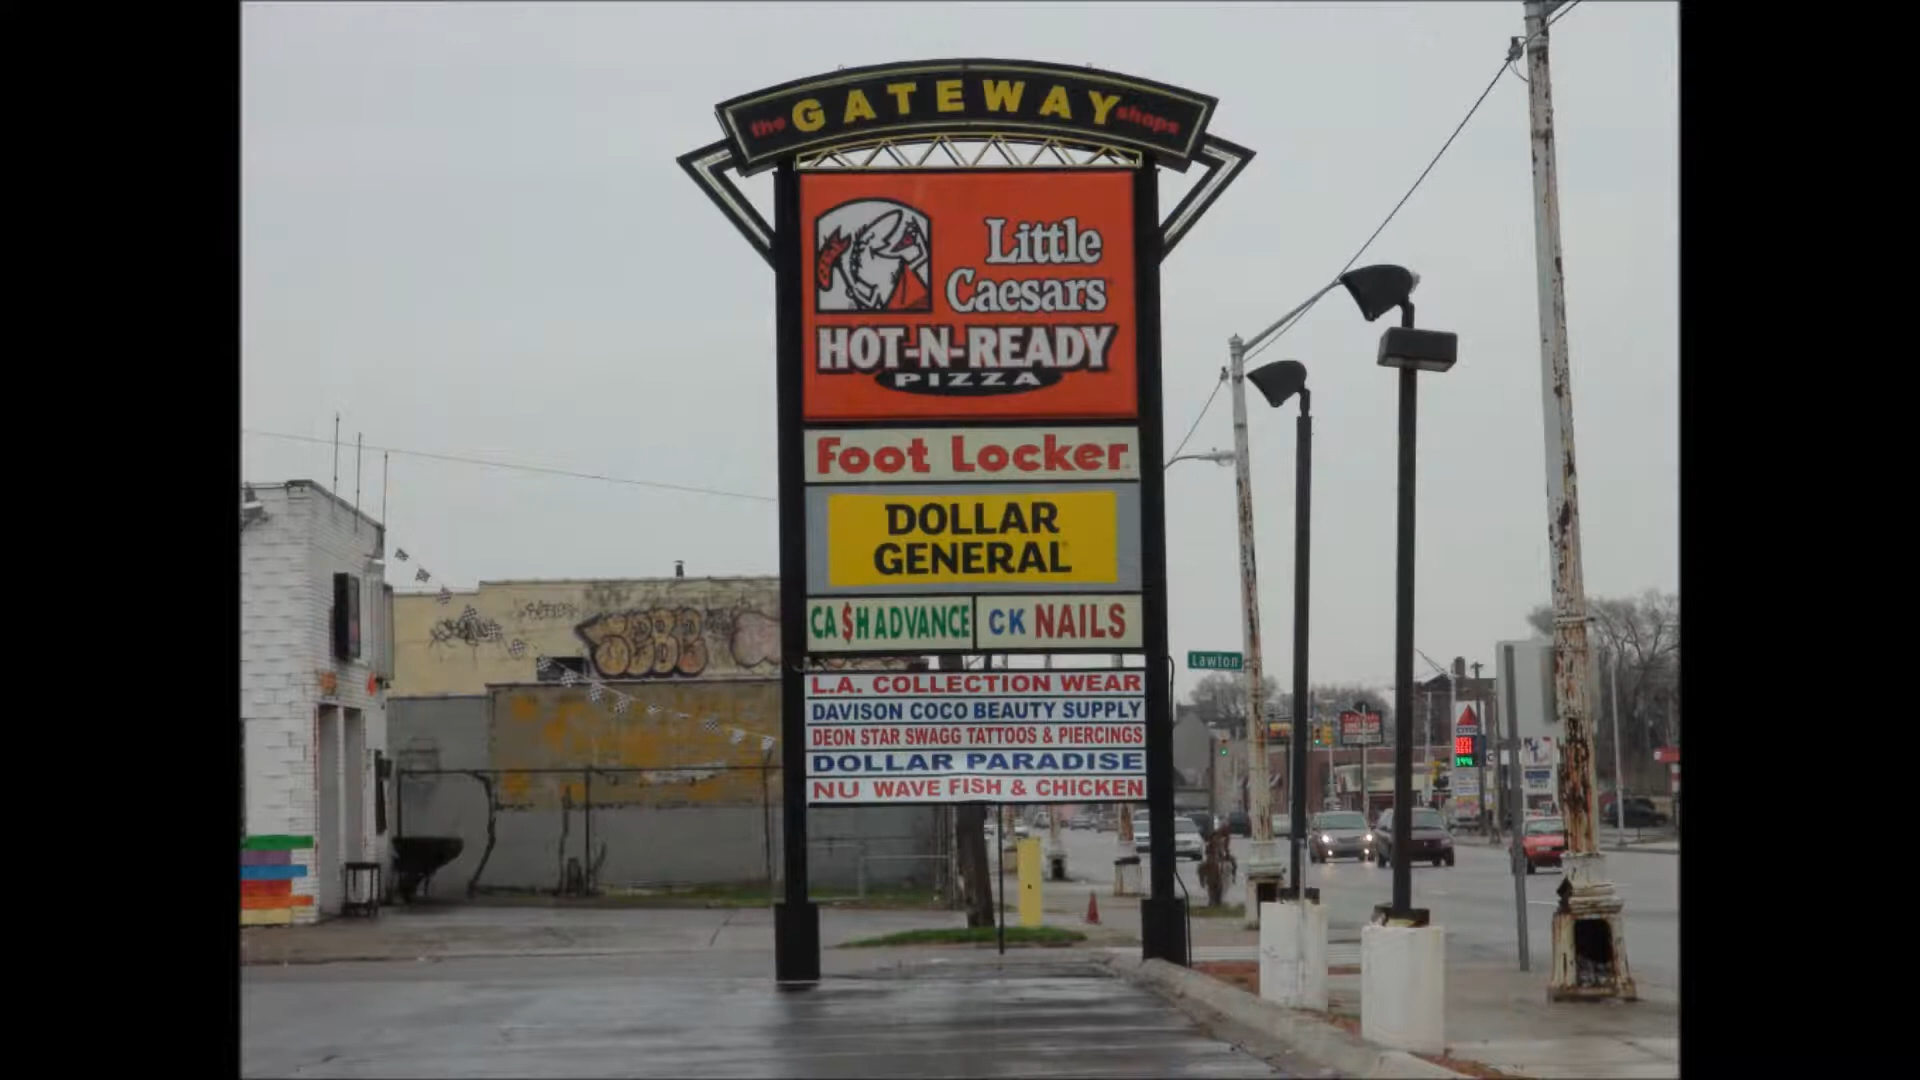 the GATEWAY shops
Little
Caesars
HOT-N-READY
PIZZA
Foot Locker
DOLLAR
GENERAL
CA$H ADVANCE
CK NAILS
Lawton
L.A. COLLECTION WEAR
DAVISON COCO BEAUTY SUPPLY
DEON STAR SWAGG TATTOOS & PIERCINGS
DOLLAR PARADISE
NU WAVE FISH & CHICKEN